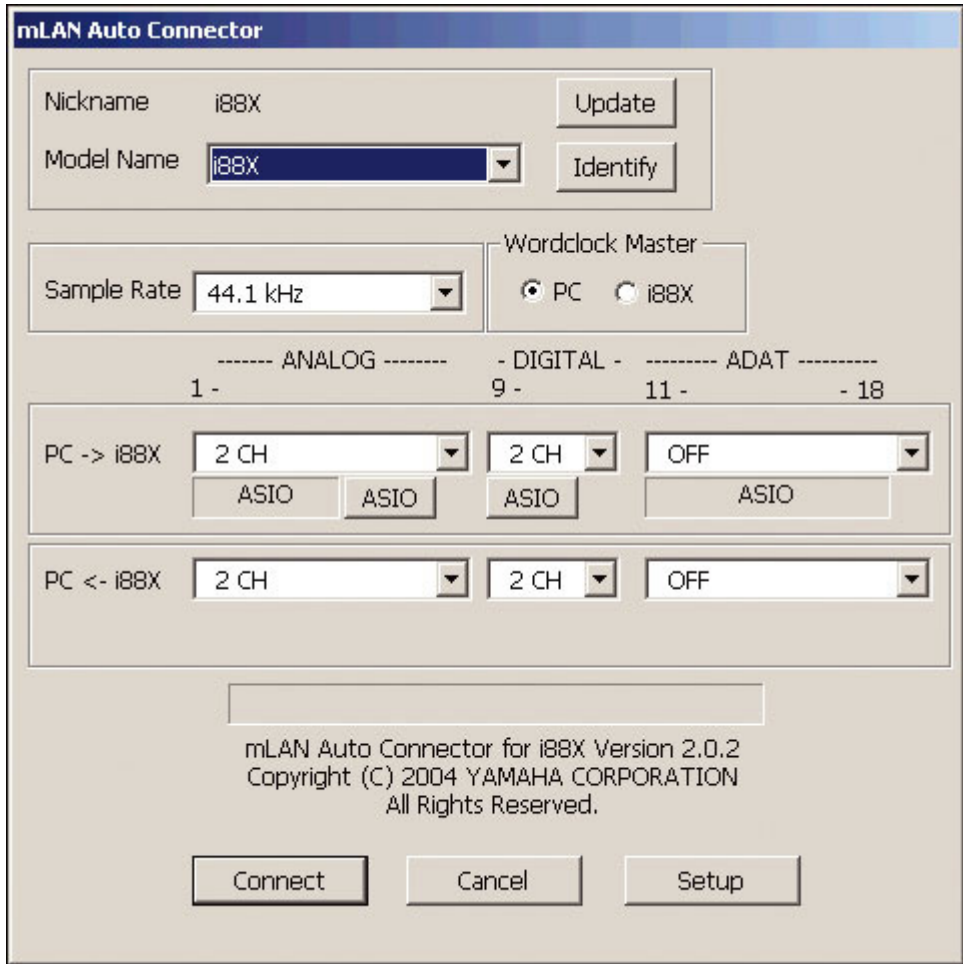 mLAN Auto Connector
Nickname i88X Update
Model Name i88X Identify
Wordclock Master
Sample Rate 44.1 kHz PC i88X
------- ANALOG -------- - DIGITAL - --------- ADAT ----------
1 - 9 - 11 - - 18
PC -> i88X 2 CH 2 CH OFF
ASIO ASIO ASIO ASIO
PC <- i88X 2 CH 2 CH OFF
mLAN Auto Connector for i88X Version 2.0.2
Copyright (C) 2004 YAMAHA CORPORATION
All Rights Reserved.
Connect Cancel Setup